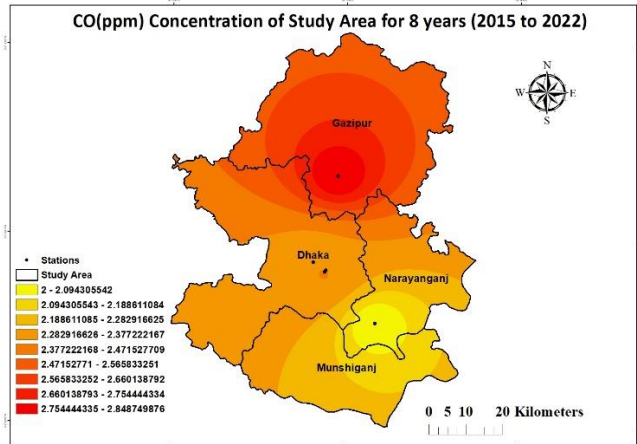 CO(ppm) Concentration of Study Area for 8 years (2015 to 2022)
N
W E
S
Gazipur
Dhaka
Narayanganj
Munshiganj
Stations
Study Area
2 - 2.094305542
2.094305543 - 2.188611084
2.188611085 - 2.282916625
2.282916626 - 2.377222167
2.377222168 - 2.471527709
2.47152771 - 2.565833251
2.565833252 - 2.660138792
2.660138793 - 2.754444334
2.754444335 - 2.848749876
0 5 10 20 Kilometers